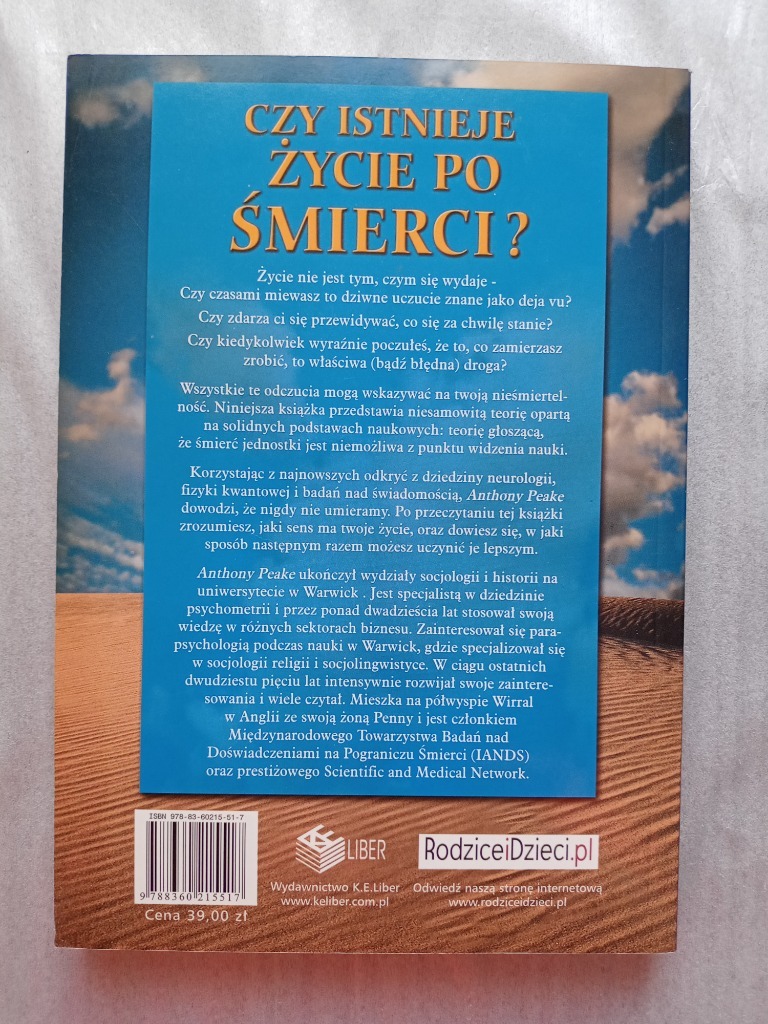 CZY ISTNIEJE
ŻYCIE PO
ŚMIERCI?
Życie nie jest tym, czym się wydaje -
Czy czasami miewasz to dziwne uczucie znane jako deja vu?
Czy zdarza ci się przewidywać, co się za chwilę stanie?
Czy kiedykolwiek wyraźnie poczułeś, że to, co zamierzasz
zrobić, to właściwa (bądź błędna) droga?
Wszystkie te odczucia mogą wskazywać na twoją nieśmiertel-
ność. Niniejsza książka przedstawia niesamowitą teorię opartą
na solidnych podstawach naukowych: teorię głoszącą,
że śmierć jednostki jest niemożliwa z punktu widzenia nauki.
Korzystając z najnowszych odkryć z dziedziny neurologii,
fizyki kwantowej i badań nad świadomością, Anthony Peake
dowodzi, że nigdy nie umieramy. Po przeczytaniu tej książki
zrozumiesz, jaki sens ma twoje życie, oraz dowiesz się, w jaki
sposób następnym razem możesz uczynić je lepszym.
Anthony Peake ukończył wydziały socjologii i historii na
uniwersytecie w Warwick . Jest specjalistą w dziedzinie
psychometrii i przez ponad dwadzieścia lat stosował swoją
wiedzę w różnych sektorach biznesu. Zainteresował się para-
psychologią podczas nauki w Warwick, gdzie specjalizował się
w socjologii religii i socjolingwistyce. W ciągu ostatnich
dwudziestu pięciu lat intensywnie rozwijał swoje zaintere-
sowania i wiele czytał. Mieszka na półwyspie Wirral
w Anglii ze swoją żoną Penny i jest członkiem
Międzynarodowego Towarzystwa Badań nad
Doświadczeniami na Pograniczu Śmierci (IANDS)
oraz prestiżowego Scientific and Medical Network.
ISBN 978-83-60215-51-7
9 788360 215517
Cena 39,00 zł
LIBER
Wydawnictwo K.E.Liber
www.keliber.com.pl
RodziceiDzieci.pl
Odwiedź naszą stronę internetową
www.rodziceidzieci.pl